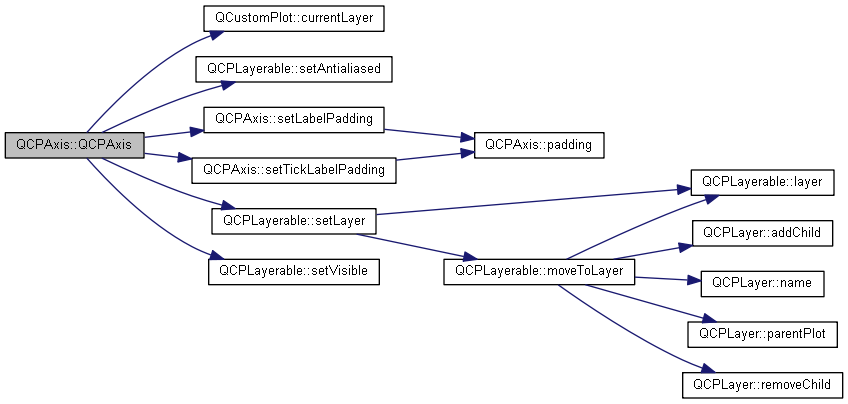 QCustomPlot::currentLayer
QCPLayerable::setAntialiased
QCPAxis::QCPAxis
QCPAxis::setLabelPadding
QCPAxis::padding
QCPAxis::setTickLabelPadding
QCPLayerable::layer
QCPLayerable::setLayer
QCPLayer::addChild
QCPLayerable::setVisible
QCPLayerable::moveToLayer
QCPLayer::name
QCPLayer::parentPlot
QCPLayer::removeChild